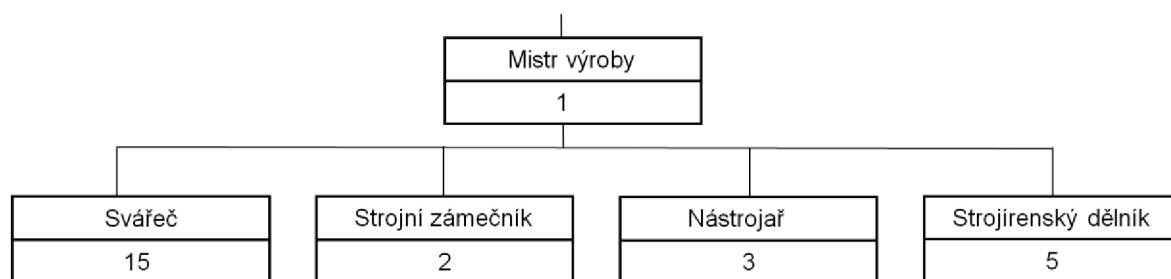 Mistr výroby
1
Svářeč
15
Strojní zámečník
2
Nástrojař
3
Strojírenský dělník
5